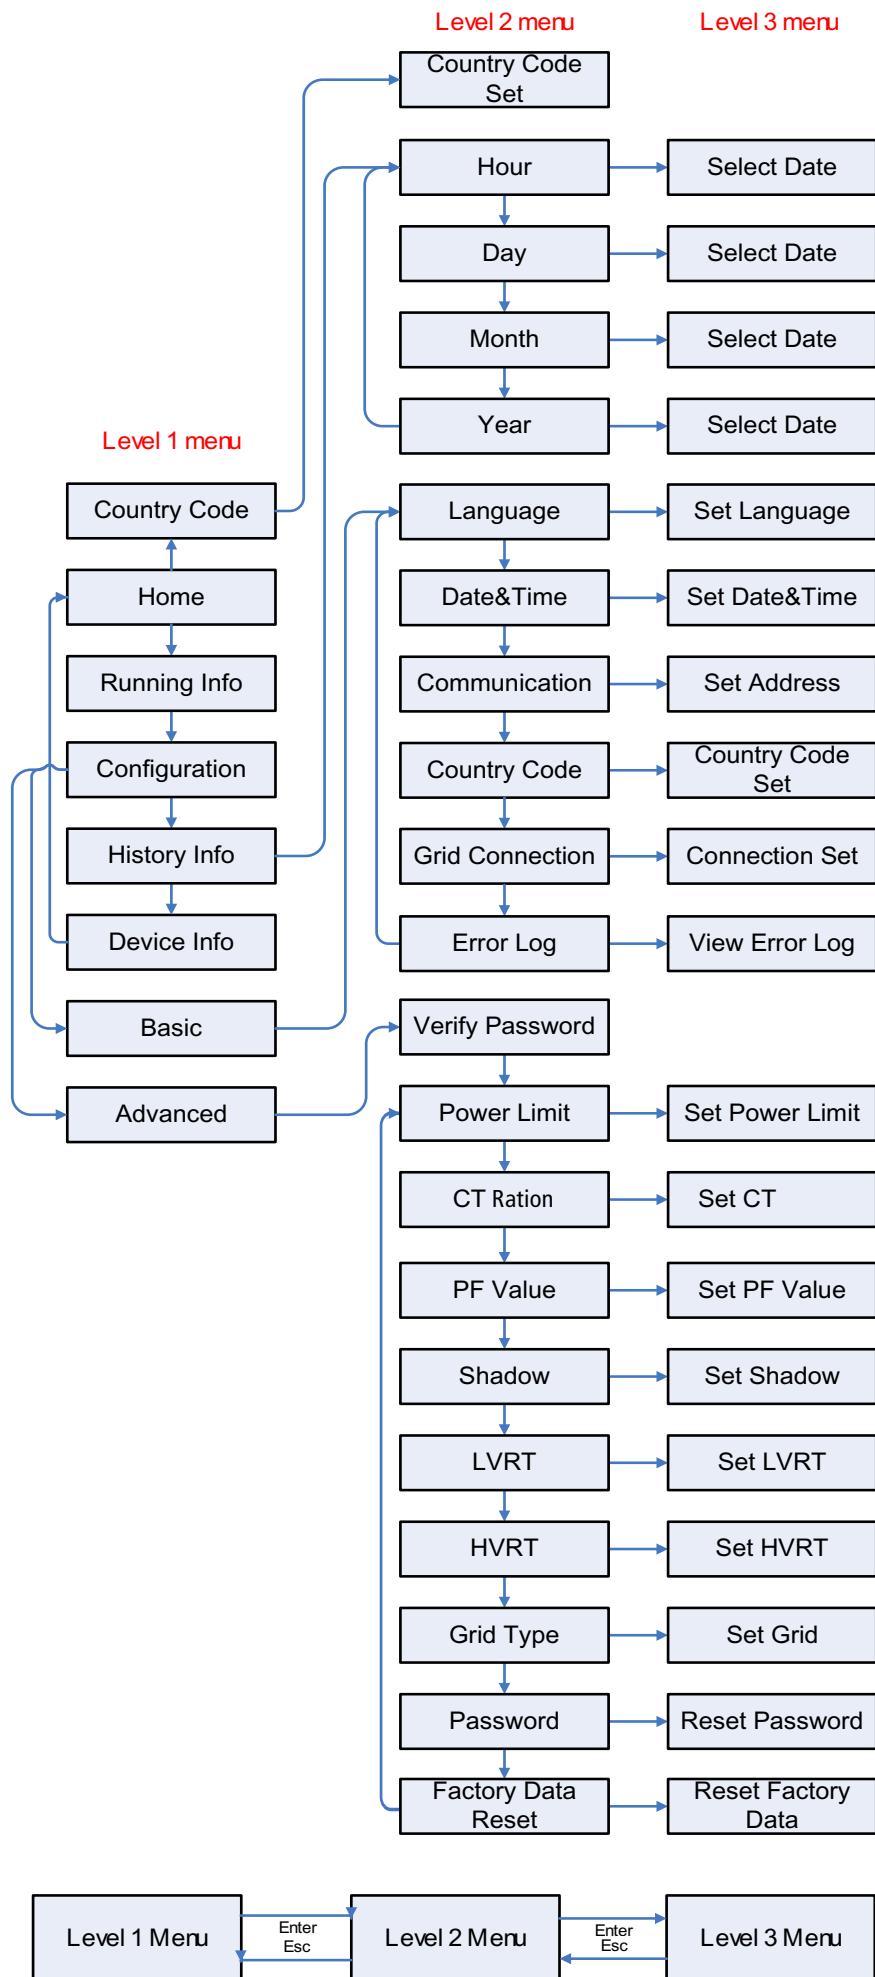 Level 2 menu
Level 3 menu
Country Code
Set
Hour
Select Date
Day
Select Date
Month
Select Date
Year
Select Date
Level 1 menu
Country Code
Language
Set Language
Home
Date&Time
Set Date&Time
Running Info
Communication
Set Address
Configuration
Country Code
Country Code
Set
History Info
Grid Connection
Connection Set
Device Info
Error Log
View Error Log
Basic
Verify Password
Advanced
Power Limit
Set Power Limit
CT Ration
Set CT
PF Value
Set PF Value
Shadow
Set Shadow
LVRT
Set LVRT
HVRT
Set HVRT
Grid Type
Set Grid
Password
Reset Password
Factory Data
Reset
Reset Factory
Data
Level 1 Menu
Enter
Esc
Level 2 Menu
Enter
Esc
Level 3 Menu